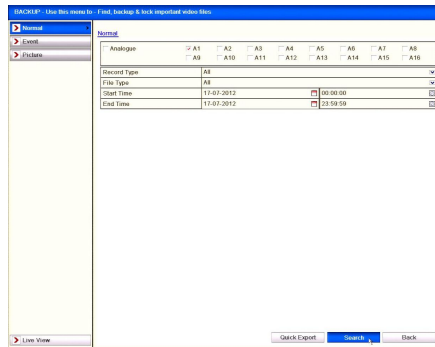 BACKUP - Use this menu to - Find, backup & lock important video files
Normal
Event
Picture
Normal
Analogue A1 A2 A3 A4 A5 A6 A7 A8
A9 A10 A11 A12 A13 A14 A15 A16
Record Type All
File Type All
Start Time 17-07-2012 00:00:00
End Time 17-07-2012 23:59:59
Live View Quick Export Search Back